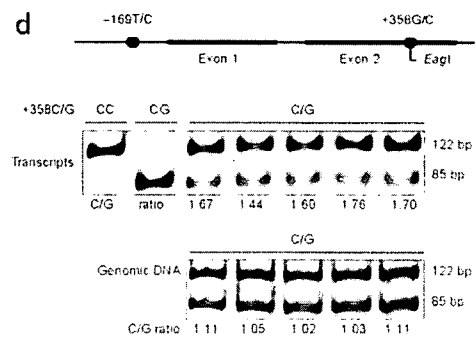 d
−169T/C
+358G/C
Exon 1
Exon 2
EagI
+358C/G
CC
CG
C/G
Transcripts
122 bp
85 bp
C/G ratio
1.67
1.44
1.60
1.76
1.70
C/G
Genomic DNA
122 bp
85 bp
C/G ratio
1.11
1.05
1.02
1.03
1.11